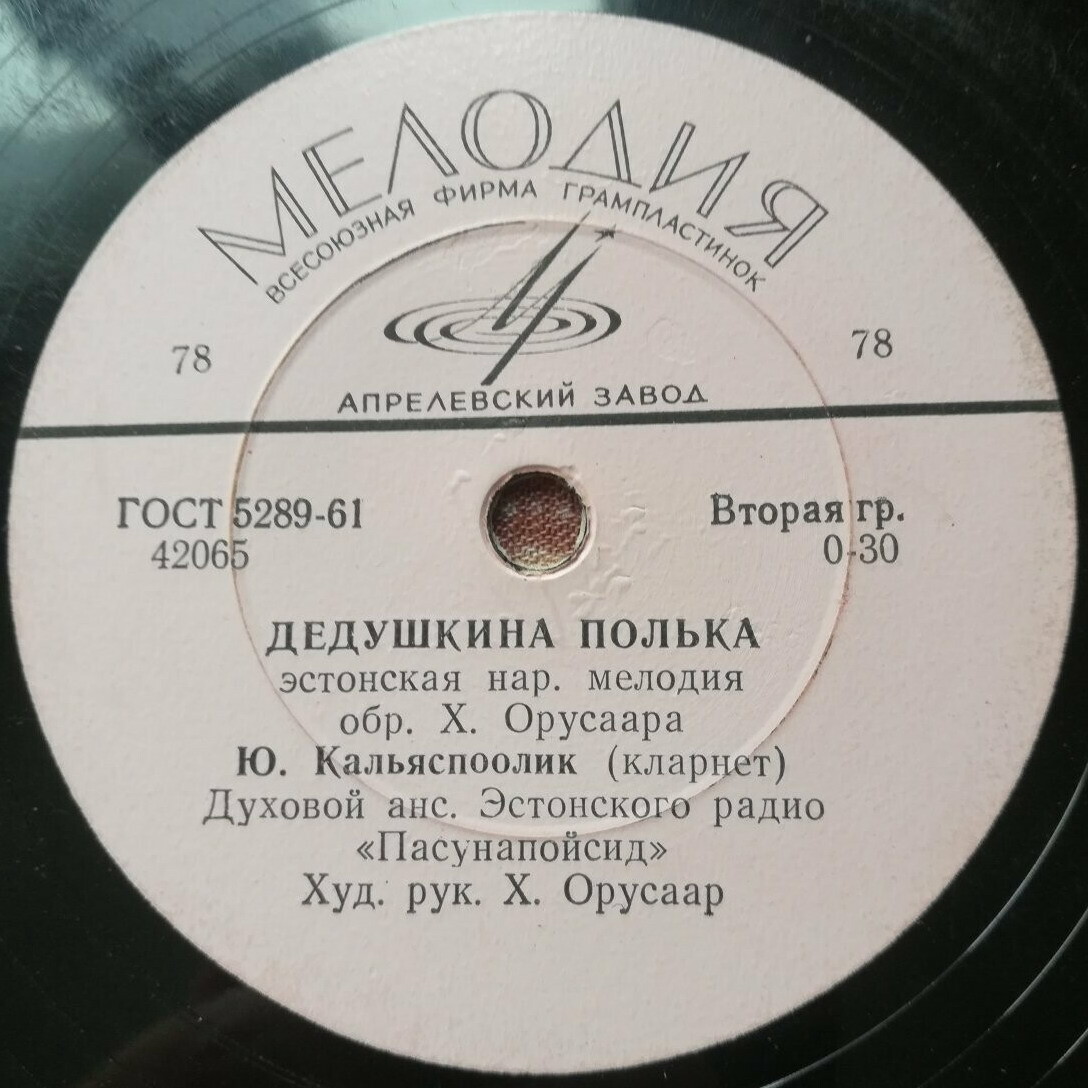 МЕЛОДИЯ
ВСЕСОЮЗНАЯ ФИРМА ГРАМПЛАСТИНОК
78 78
АПРЕЛЕВСКИЙ ЗАВОД
ГОСТ 5289-61 Вторая гр.
42065 0-30
ДЕДУШКИНА ПОЛЬКА
эстонская нар. мелодия
обр. Х. Орусаара
Ю. Кальяспоолик (кларнет)
Духовой анс. Эстонского радио
«Пасунапойсид»
Худ. рук. Х. Орусаар